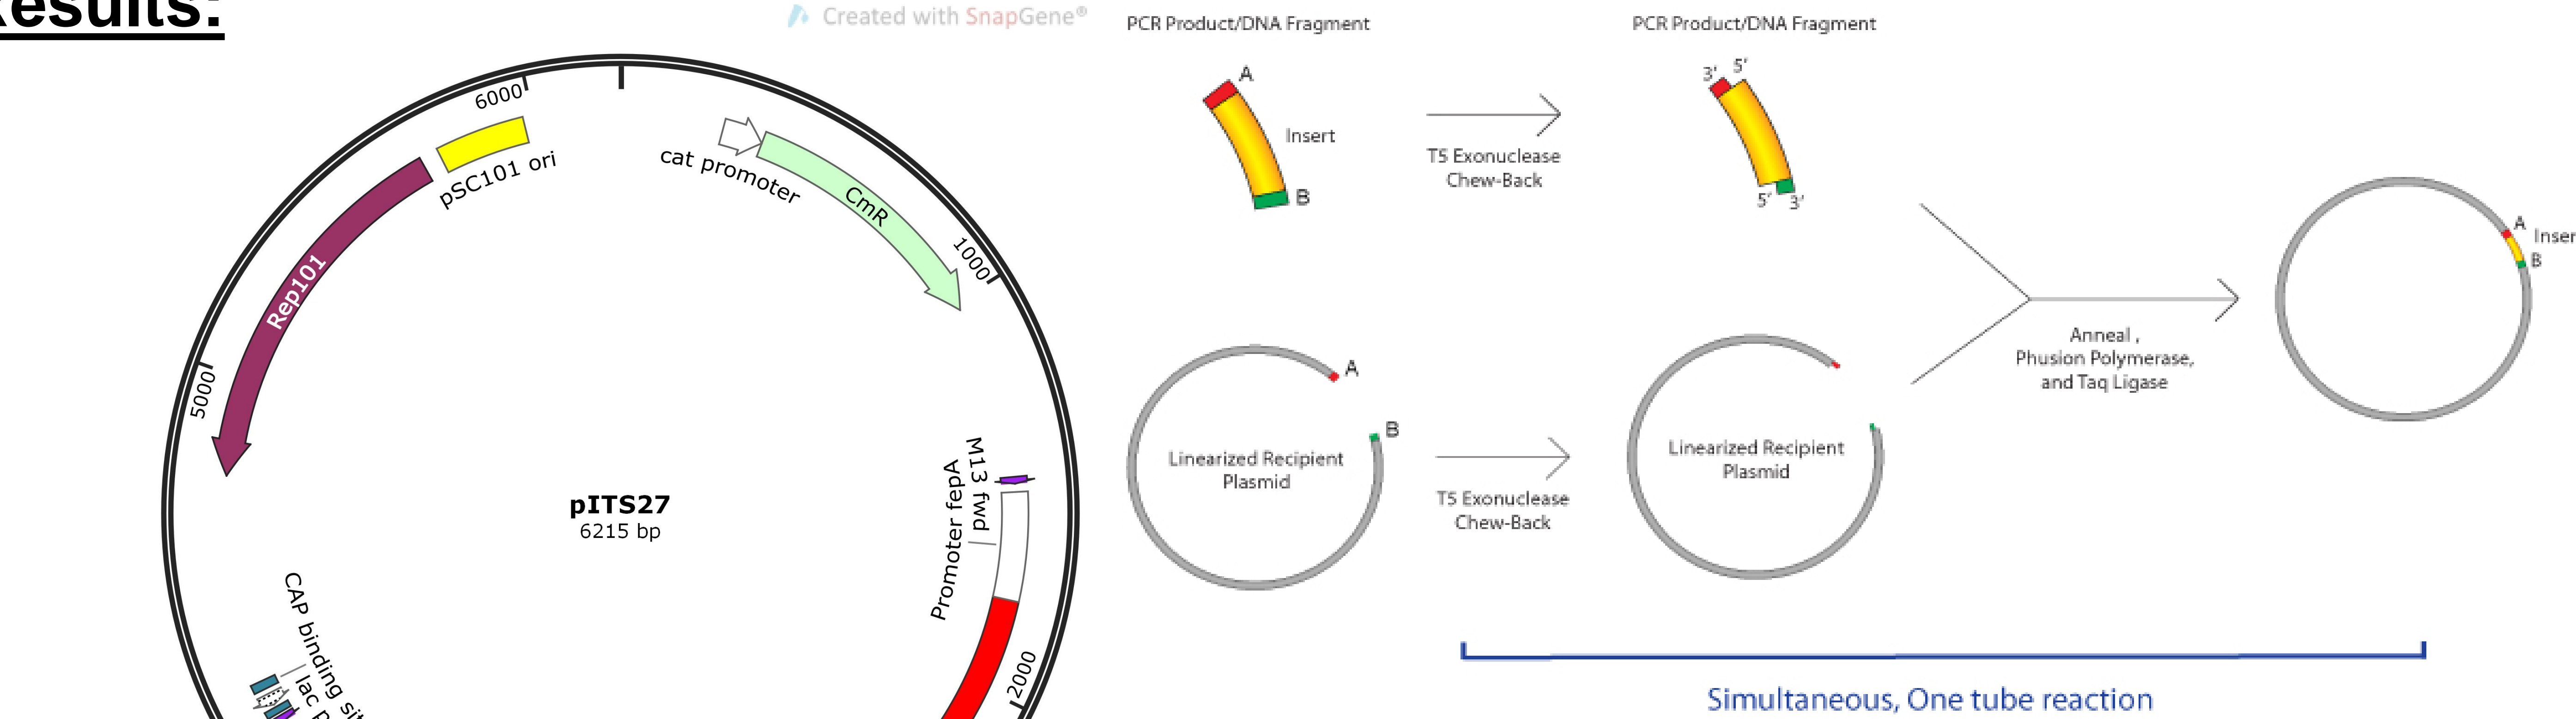 Results:
Created with SnapGene®
6000
pSC101 ori
cat promoter
CmR
1000
Rep101
5000
pITS27
6215 bp
M13 fwd
Promoter fepA
2000
CAP binding
lac
PCR Product/DNA Fragment
A
Insert
B
T5 Exonuclease
Chew-Back
PCR Product/DNA Fragment
3' 5'
5' 3'
A
B
Linearized Recipient
Plasmid
T5 Exonuclease
Chew-Back
Linearized Recipient
Plasmid
Anneal ,
Phusion Polymerase,
and Taq Ligase
A
Inser
B
Simultaneous, One tube reaction